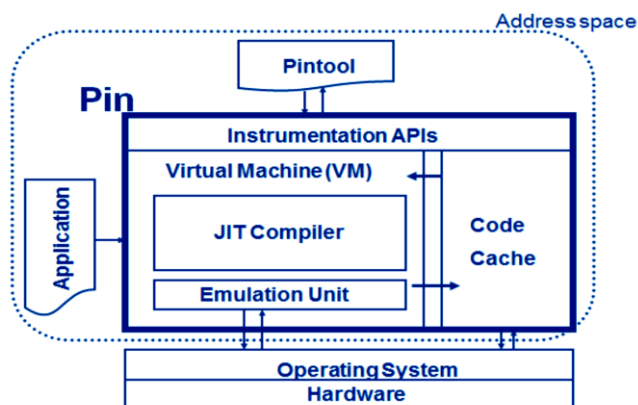 Address space
Pintool
Pin
Instrumentation APIs
Virtual Machine (VM)
Application
JIT Compiler
Code
Cache
Emulation Unit
Operating System
Hardware